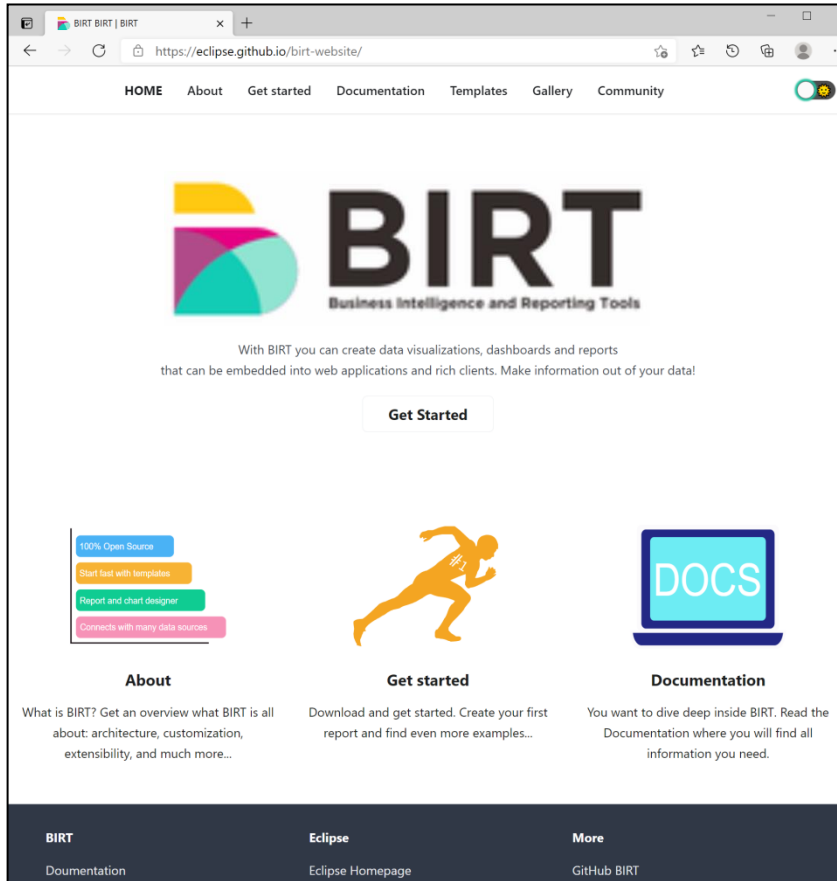 BIRT BIRT | BIRT
https://eclipse.github.io/birt-website/
HOME About Get started Documentation Templates Gallery Community
BIRT
Business Intelligence and Reporting Tools
With BIRT you can create data visualizations, dashboards and reports
that can be embedded into web applications and rich clients. Make information out of your data!
Get Started
100% Open Source
Start fast with templates
Report and chart designer
Connects with many data sources
#1
DOCS
About
What is BIRT? Get an overview what BIRT is all
about: architecture, customization,
extensibility, and much more...
Get started
Download and get started. Create your first
report and find even more examples...
Documentation
You want to dive deep inside BIRT. Read the
Documentation where you will find all
information you need.
BIRT Eclipse More
Doumentation Eclipse Homepage GitHub BIRT